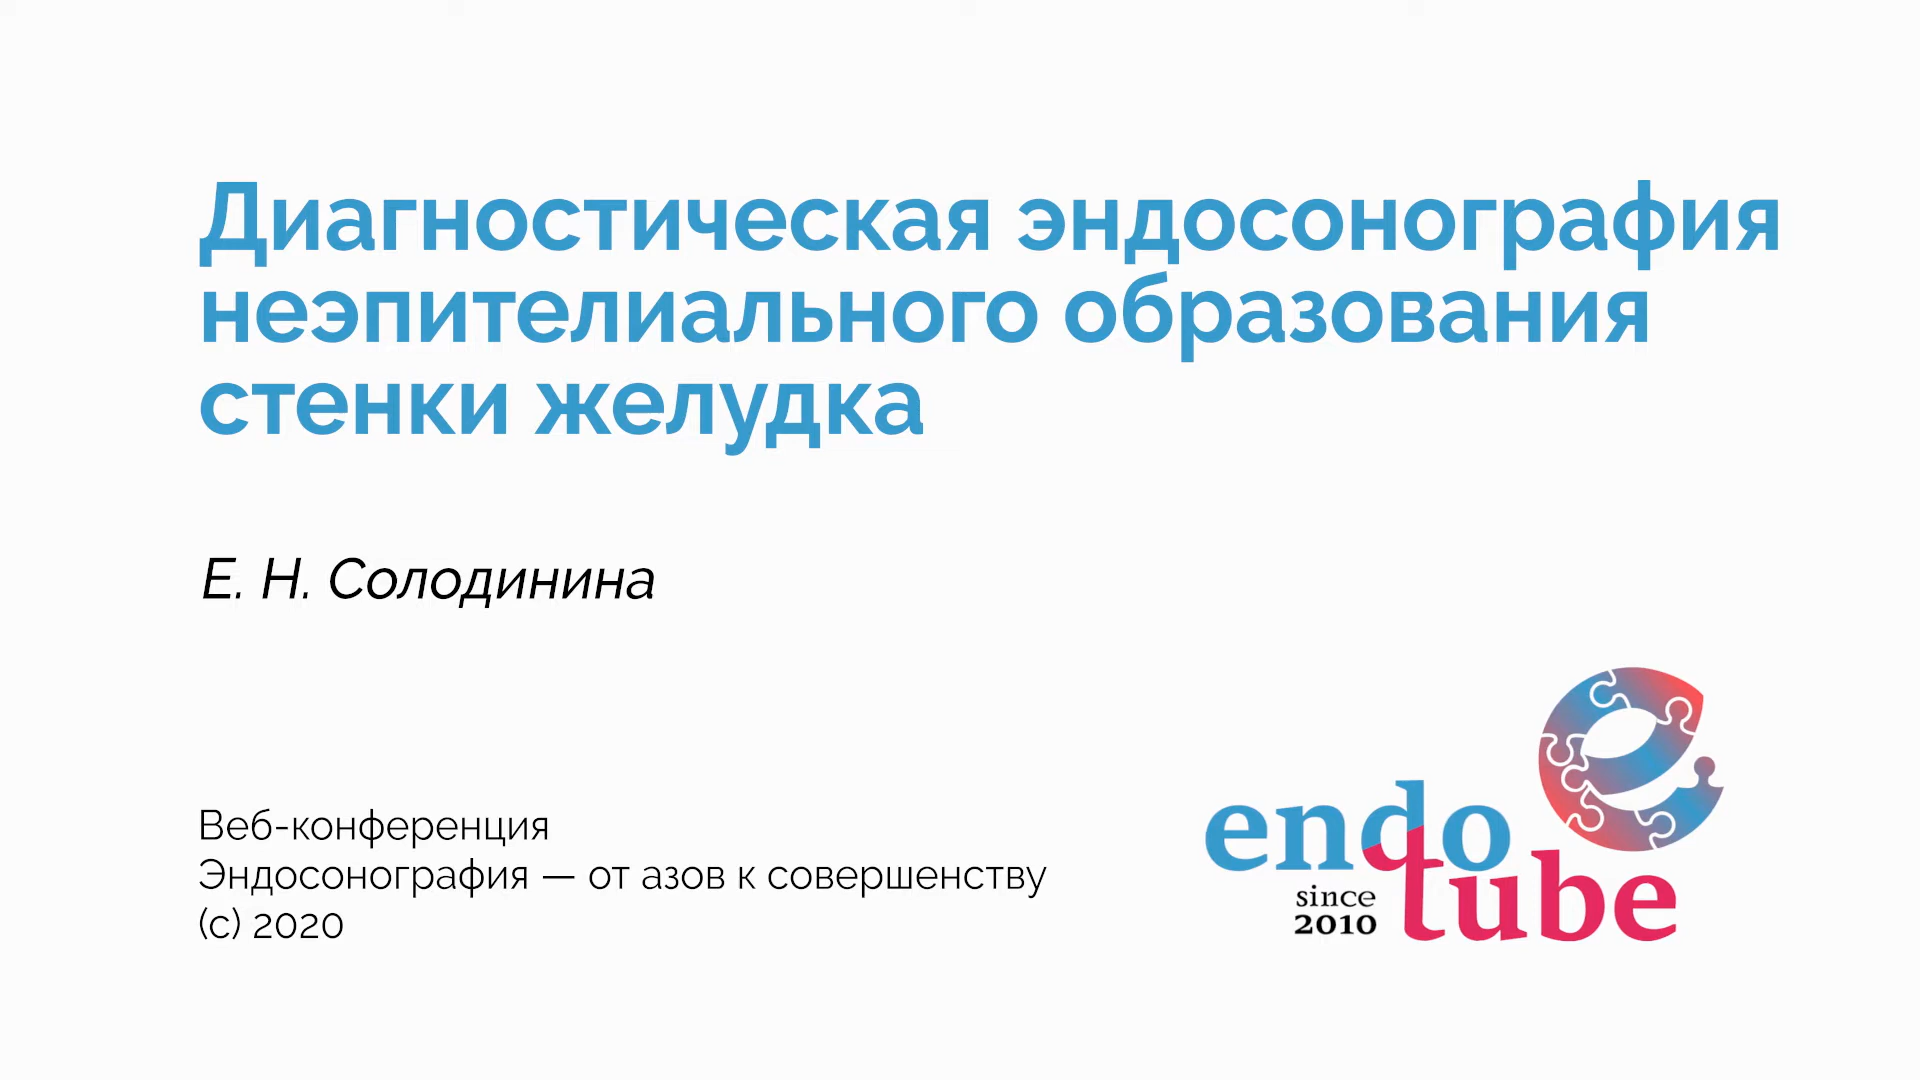 Диагностическая эндосонография
неэпителиального образования
стенки желудка
Е. Н. Солодинина
Веб-конференция
Эндосонография — от азов к совершенству
(с) 2020
endo
tube
since
2010